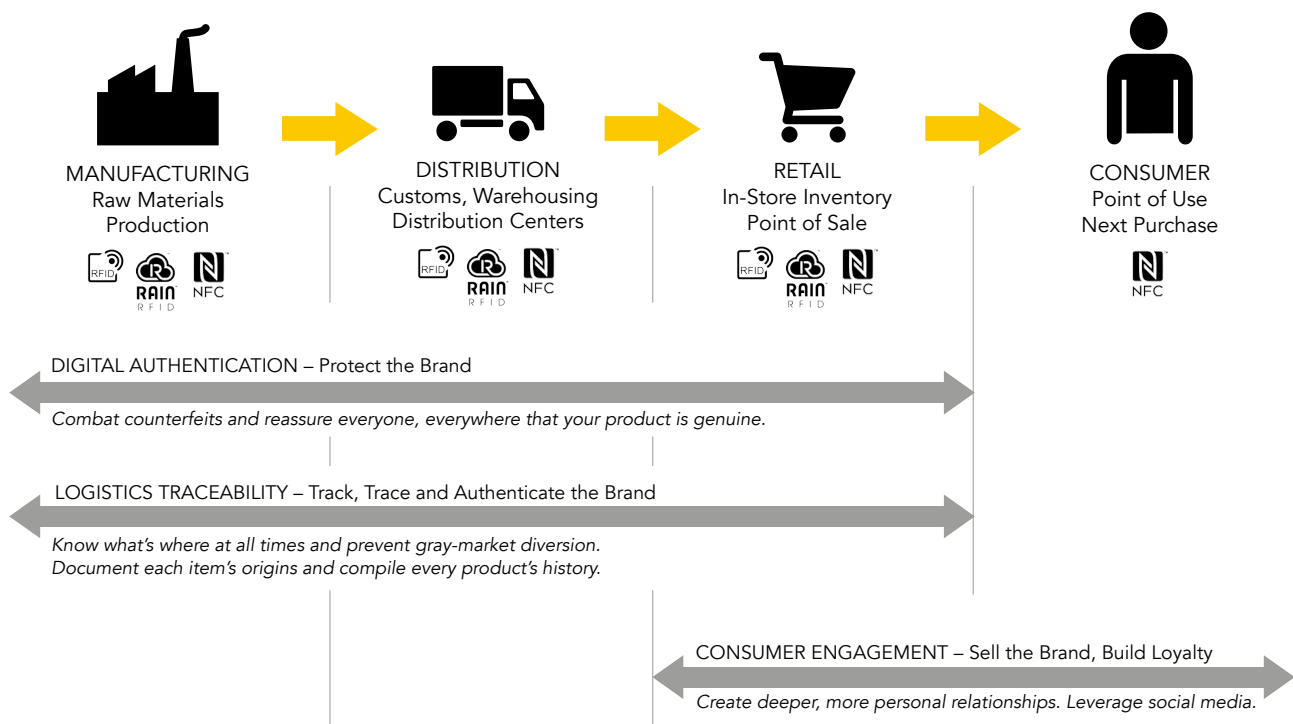 MANUFACTURING
Raw Materials
Production
RFID
RAIN™
RFID
NFC
DISTRIBUTION
Customs, Warehousing
Distribution Centers
RFID
RAIN™
RFID
NFC
RETAIL
In-Store Inventory
Point of Sale
RFID
RAIN™
RFID
NFC
CONSUMER
Point of Use
Next Purchase
NFC
DIGITAL AUTHENTICATION – Protect the Brand
Combat counterfeits and reassure everyone, everywhere that your product is genuine.
LOGISTICS TRACEABILITY – Track, Trace and Authenticate the Brand
Know what’s where at all times and prevent gray-market diversion.
Document each item’s origins and compile every product’s history.
CONSUMER ENGAGEMENT – Sell the Brand, Build Loyalty
Create deeper, more personal relationships. Leverage social media.